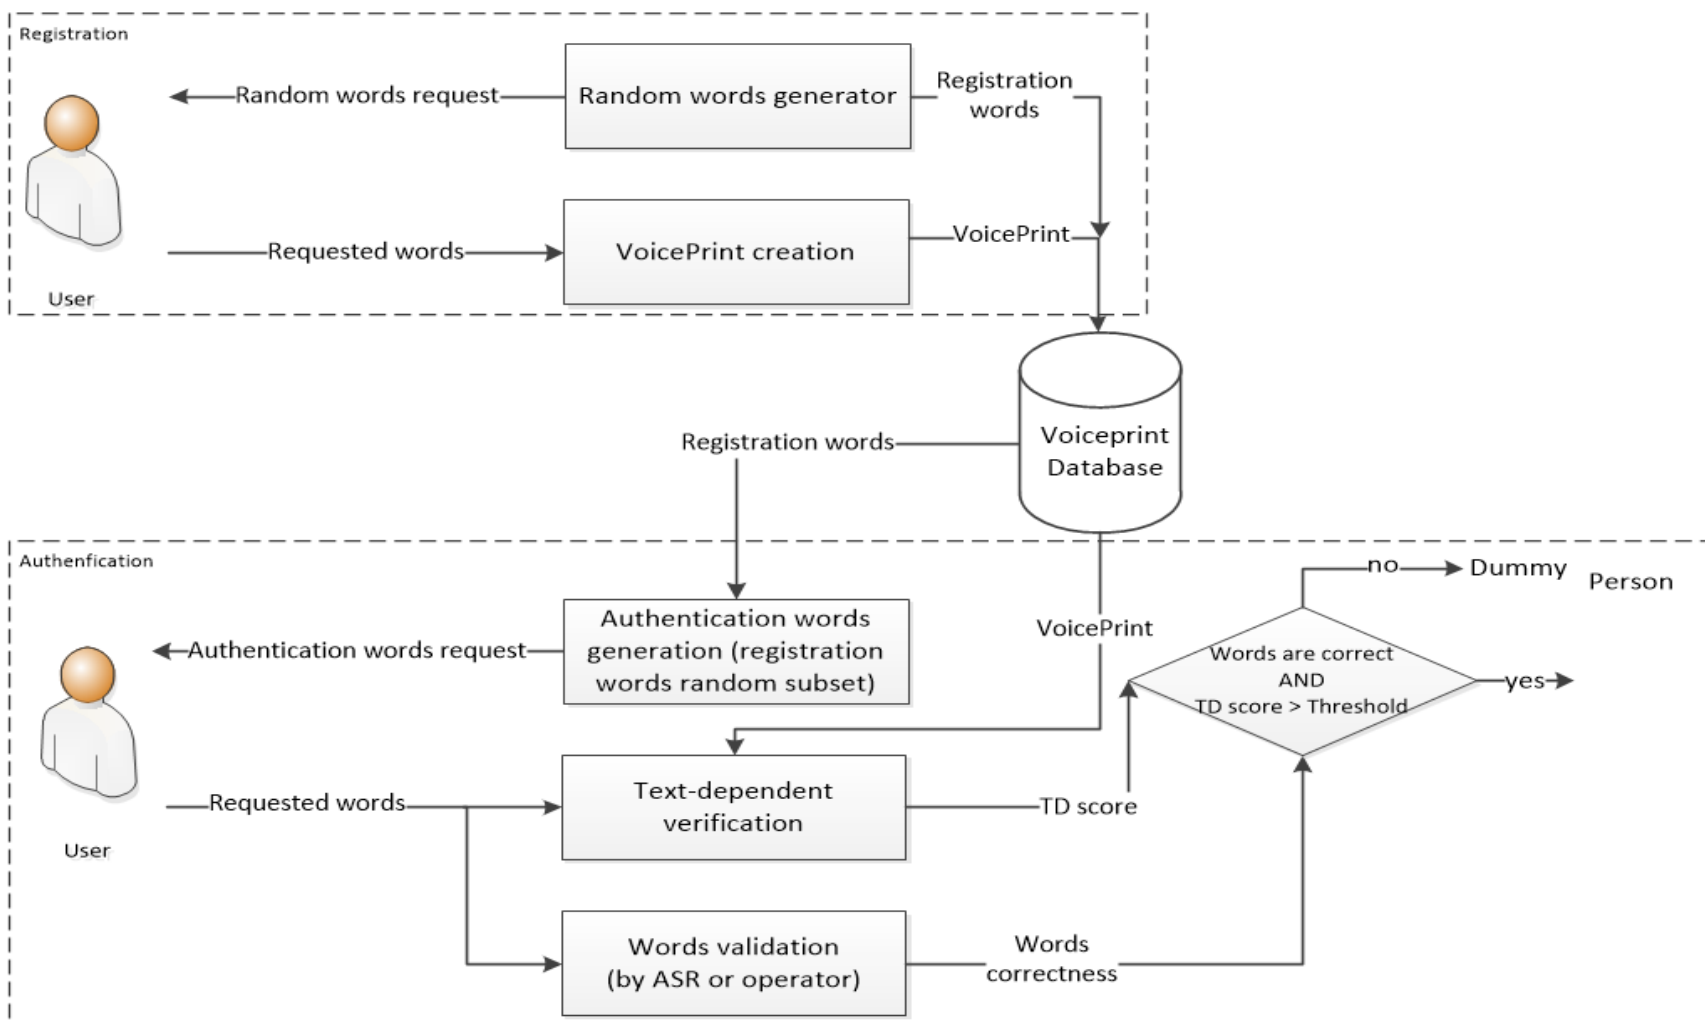 Registration
Random words request
Random words generator
Registration
words
User
Requested words
VoicePrint creation
VoicePrint
Voiceprint
Database
Registration words
Authenfication
Authentication words request
Authentication words
generation (registration
words random subset)
VoicePrint
no
Dummy
Person
Words are correct
AND
TD score > Threshold
yes
User
Requested words
Text-dependent
verification
TD score
Words validation
(by ASR or operator)
Words
correctness